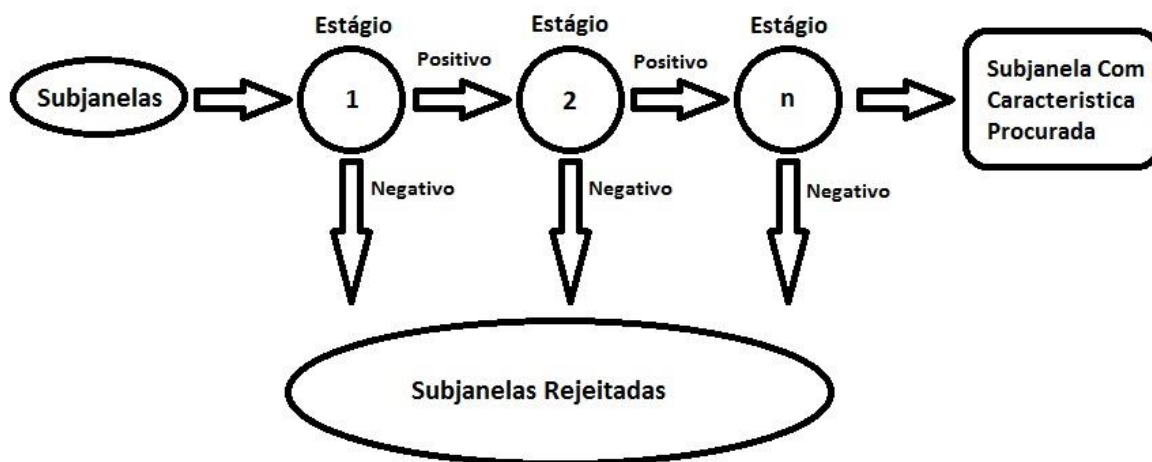 Estágio
Estágio
Estágio
Subjanelas
1
Positivo
2
Positivo
n
Subjanela Com
Caracteristica
Procurada
Negativo
Negativo
Negativo
Subjanelas Rejeitadas